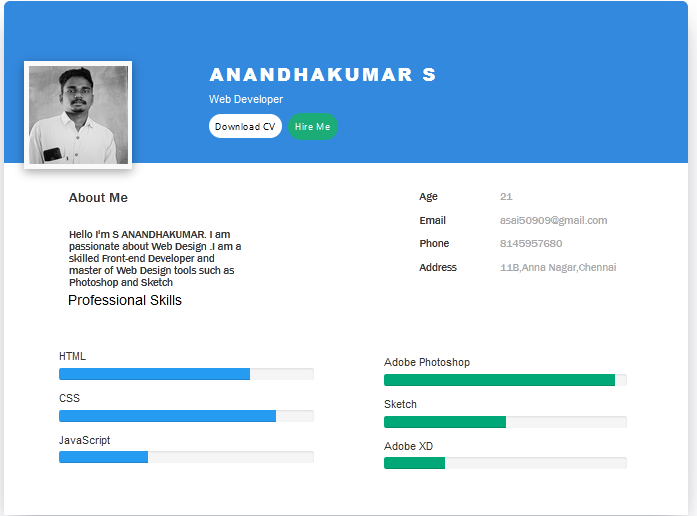 ANANDHAKUMAR S
Web Developer
Download CV
Hire Me
About Me
Hello I'm S ANANDHAKUMAR. I am
passionate about Web Design .I am a
skilled Front-end Developer and
master of Web Design tools such as
Photoshop and Sketch
Age 21
Email asai50909@gmail.com
Phone 8145957680
Address 11B,Anna Nagar,Chennai
Professional Skills
HTML
CSS
JavaScript
Adobe Photoshop
Sketch
Adobe XD